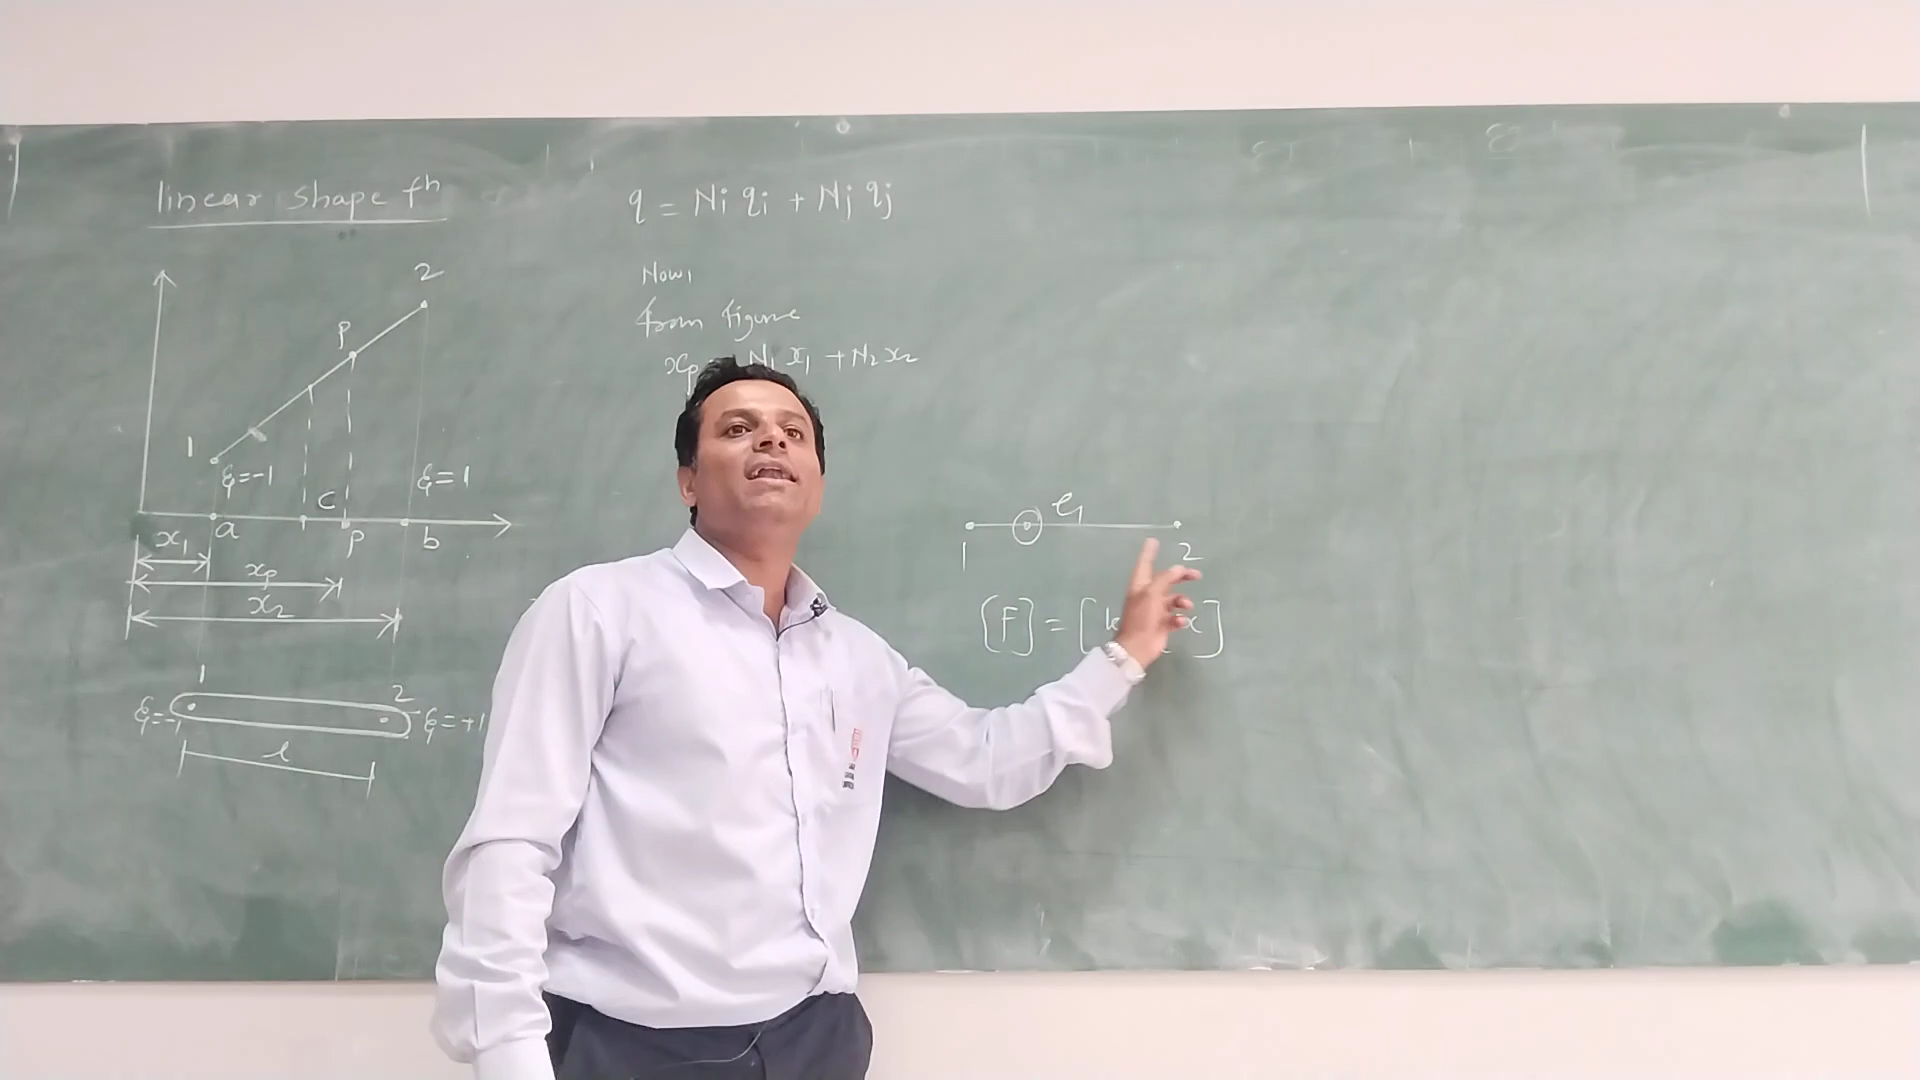 linear shape fⁿ
2
P
1
ξ=-1
ξ=1
C
a
P
b
x₁
xₚ
x₂
1
2
ξ=-1
ξ=+1
l
q = Ni qi + Nj qj
Now,
from figure
xₚ = N₁ x₁ + N₂ x₂
e₁
1
2
[F] = [k x]